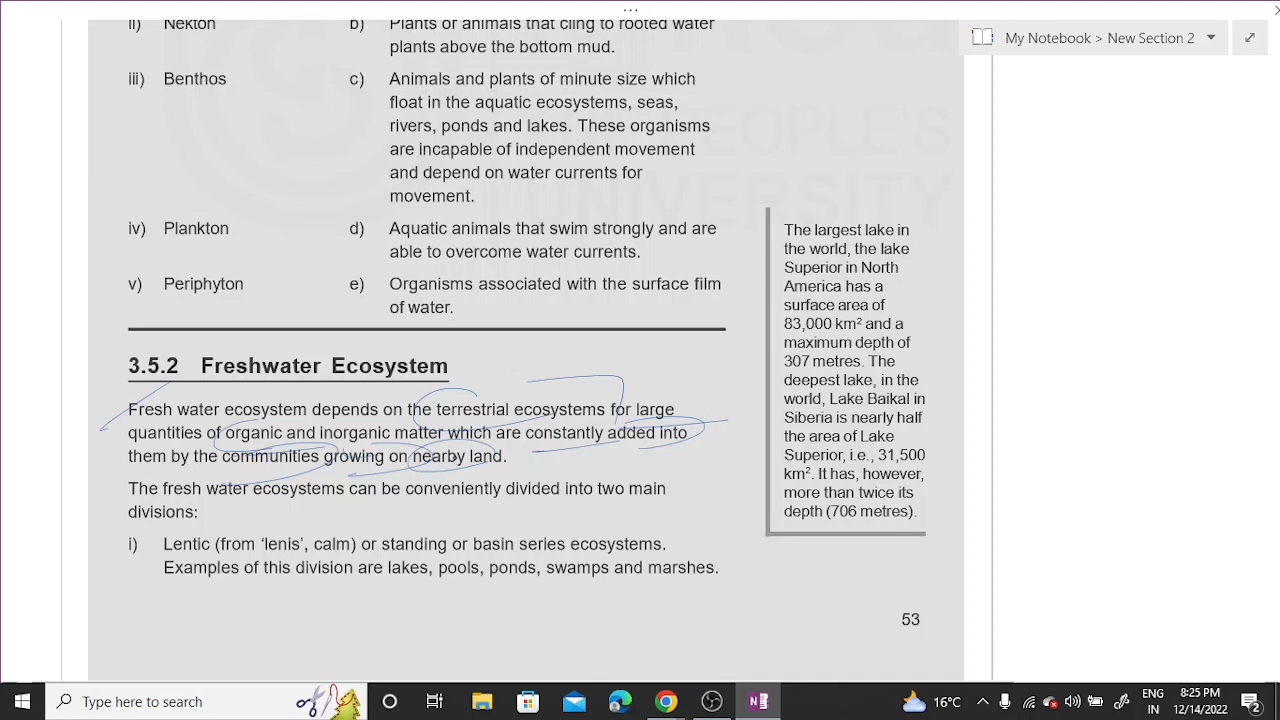 ...
My Notebook > New Section 2
ii) Nekton b) Plants or animals that cling to rooted water
plants above the bottom mud.
iii) Benthos c) Animals and plants of minute size which
float in the aquatic ecosystems, seas,
rivers, ponds and lakes. These organisms
are incapable of independent movement
and depend on water currents for
movement.
iv) Plankton d) Aquatic animals that swim strongly and are
able to overcome water currents.
v) Periphyton e) Organisms associated with the surface film
of water.
PEOPLE'S
UNIVERSITY
The largest lake in
the world, the lake
Superior in North
America has a
surface area of
83,000 km² and a
maximum depth of
307 metres. The
deepest lake, in the
world, Lake Baikal in
Siberia is nearly half
the area of Lake
Superior, i.e., 31,500
km². It has, however,
more than twice its
depth (706 metres).
3.5.2 Freshwater Ecosystem
Fresh water ecosystem depends on the terrestrial ecosystems for large
quantities of organic and inorganic matter which are constantly added into
them by the communities growing on nearby land.
The fresh water ecosystems can be conveniently divided into two main
divisions:
i) Lentic (from 'lenis', calm) or standing or basin series ecosystems.
Examples of this division are lakes, pools, ponds, swamps and marshes.
53
Type here to search
16°C
ENG
IN
8:25 PM
12/14/2022
2